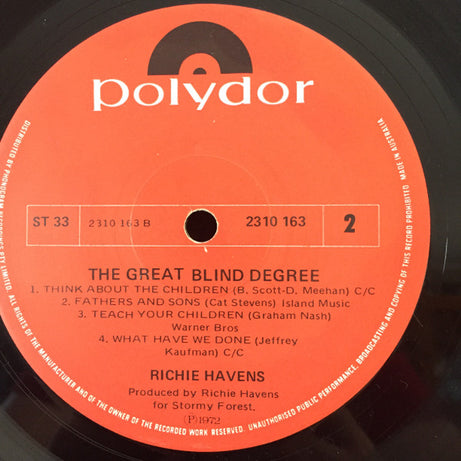 polydor
ST 33
2310 163 B
2310 163
2
THE GREAT BLIND DEGREE
1. THINK ABOUT THE CHILDREN (B. Scott-D. Meehan) C/C
2. FATHERS AND SONS (Cat Stevens) Island Music
3. TEACH YOUR CHILDREN (Graham Nash)
Warner Bros
4. WHAT HAVE WE DONE (Jeffrey
Kaufman) C/C
RICHIE HAVENS
Produced by Richie Havens
for Stormy Forest.
(P)1972
DISTRIBUTED BY PHONOGRAM RECORDINGS PTY. LIMITED. ALL RIGHTS OF THE MANUFACTURER AND OF THE OWNER OF THE RECORDED WORK RESERVED. UNAUTHORISED PUBLIC PERFORMANCE, BROADCASTING AND COPYING OF THIS RECORD PROHIBITED MADE IN AUSTRALIA